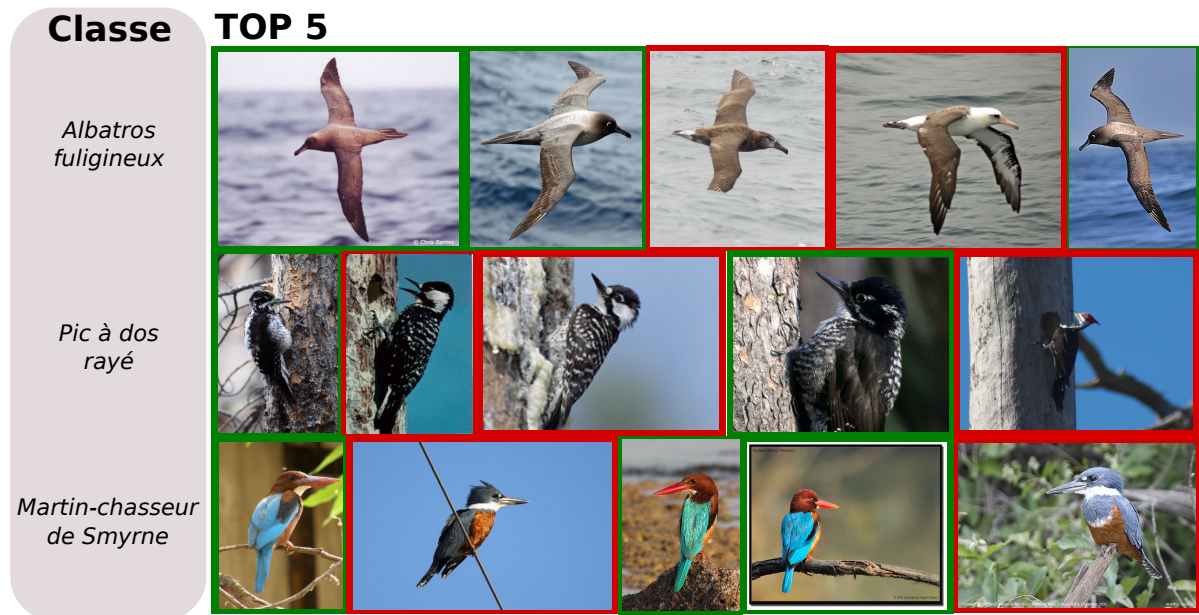 Classe
TOP 5
Albatros
fuligineux
© Chris Barnes
Pic à dos
rayé
Martin-chasseur
de Smyrne